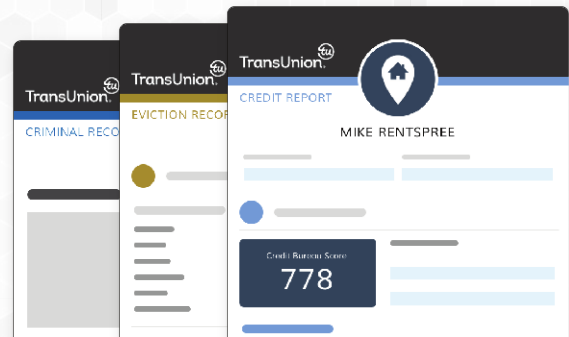 TransUnion.
CRIMINAL RECO
TransUnion.
EVICTION RECOR
TransUnion.
CREDIT REPORT
MIKE RENTSPREE
Credit Bureau Score
778